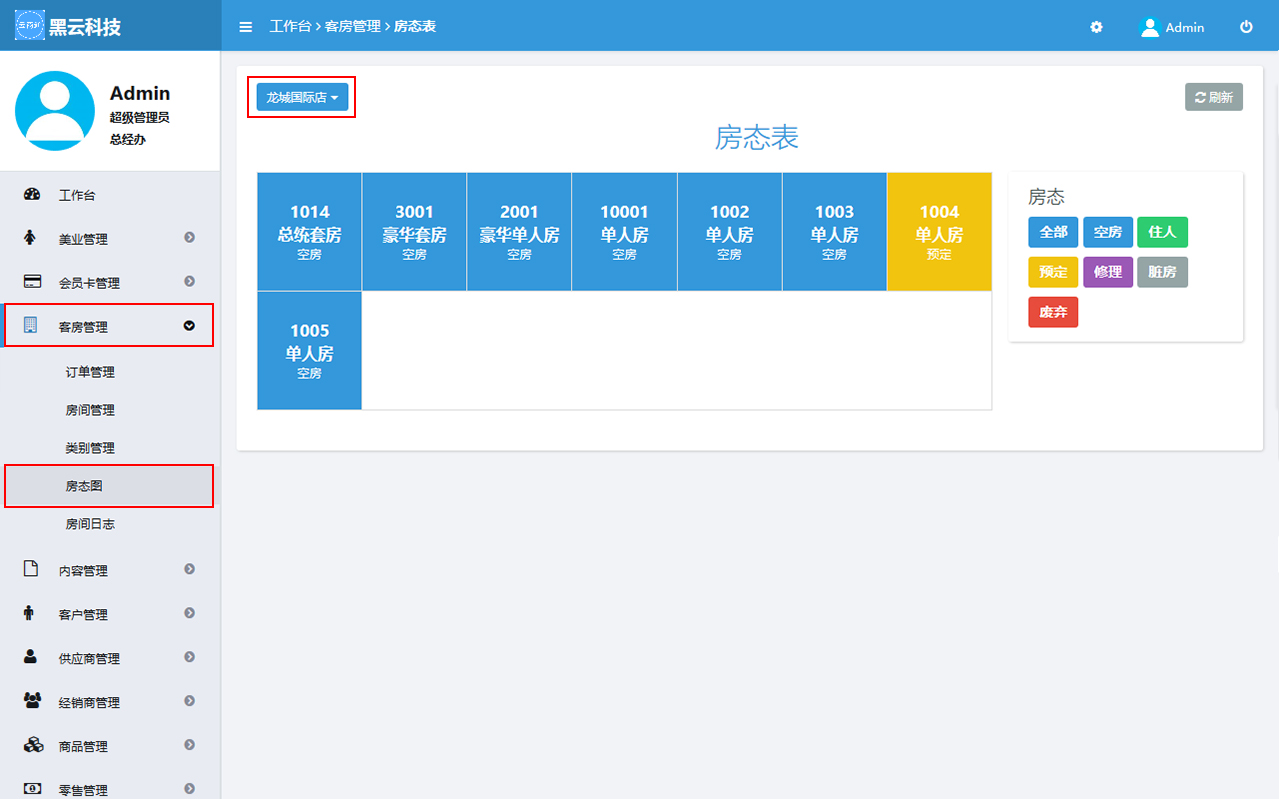 黑云科技
工作台 > 客房管理 > 房态表
Admin
Admin
超级管理员
总经办
工作台
美业管理
会员卡管理
客房管理
订单管理
房间管理
类别管理
房态图
房间日志
内容管理
客户管理
供应商管理
经销商管理
商品管理
零售管理
龙城国际店
刷新
房态表
1014
总统套房
空房
3001
豪华套房
空房
2001
豪华单人房
空房
10001
单人房
空房
1002
单人房
空房
1003
单人房
空房
1004
单人房
预定
1005
单人房
空房
房态
全部 空房 住人
预定 修理 脏房
废弃